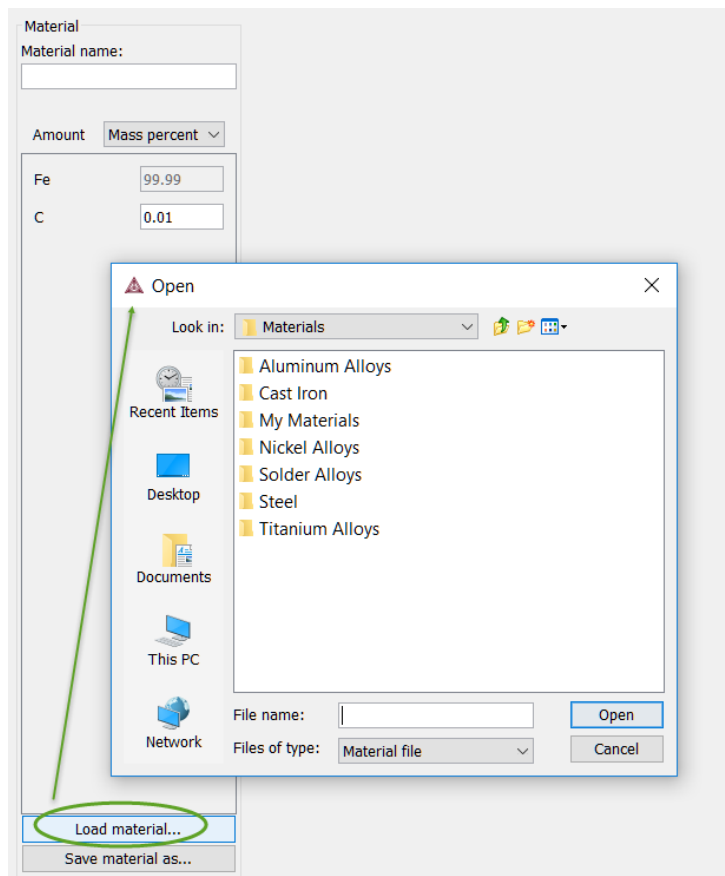 Material
Material name:
Amount Mass percent
Fe 99.99
C 0.01
Open
Look in: Materials
Aluminum Alloys
Cast Iron
My Materials
Nickel Alloys
Solder Alloys
Steel
Titanium Alloys
Recent Items
Desktop
Documents
This PC
Network
File name: Open
Files of type: Material file Cancel
Load material...
Save material as...